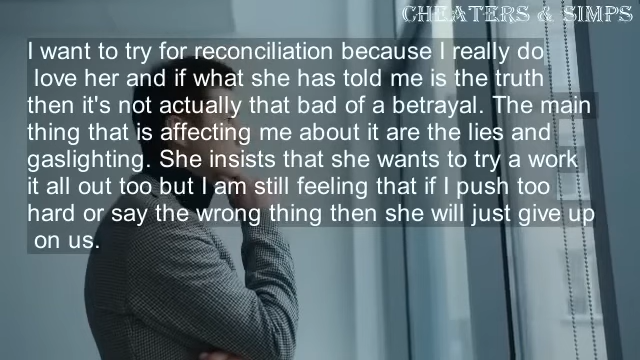 CHEATERS & SIMPS
I want to try for reconciliation because I really do
love her and if what she has told me is the truth
then it's not actually that bad of a betrayal. The main
thing that is affecting me about it are the lies and
gaslighting. She insists that she wants to try a work
it all out too but I am still feeling that if I push too
hard or say the wrong thing then she will just give up
on us.